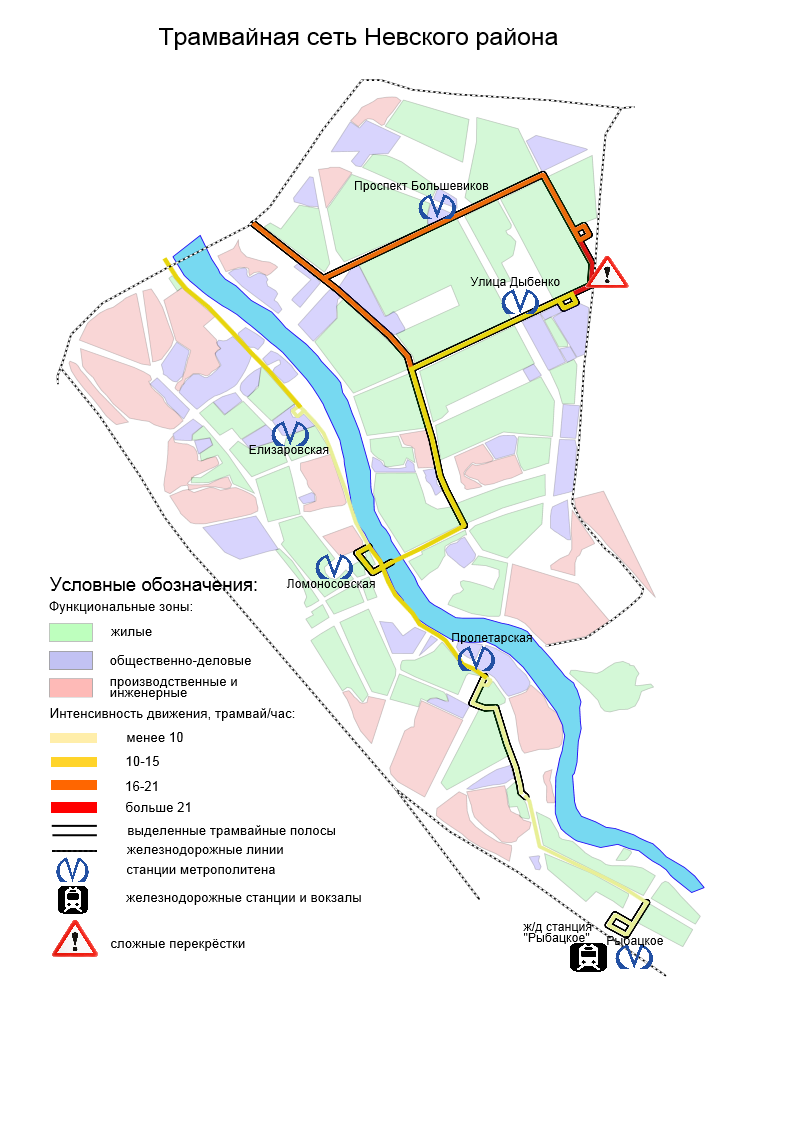 Трамвайная сеть Невского района
Проспект Большевиков
Улица Дыбенко
Елизаровская
Ломоносовская
Пролетарская
ж/д станция
"Рыбацкое"
Рыбацкое
Условные обозначения:
Функциональные зоны:
жилые
общественно-деловые
производственные и
инженерные
Интенсивность движения, трамвай/час:
менее 10
10-15
16-21
больше 21
выделенные трамвайные полосы
железнодорожные линии
станции метрополитена
железнодорожные станции и вокзалы
сложные перекрёстки